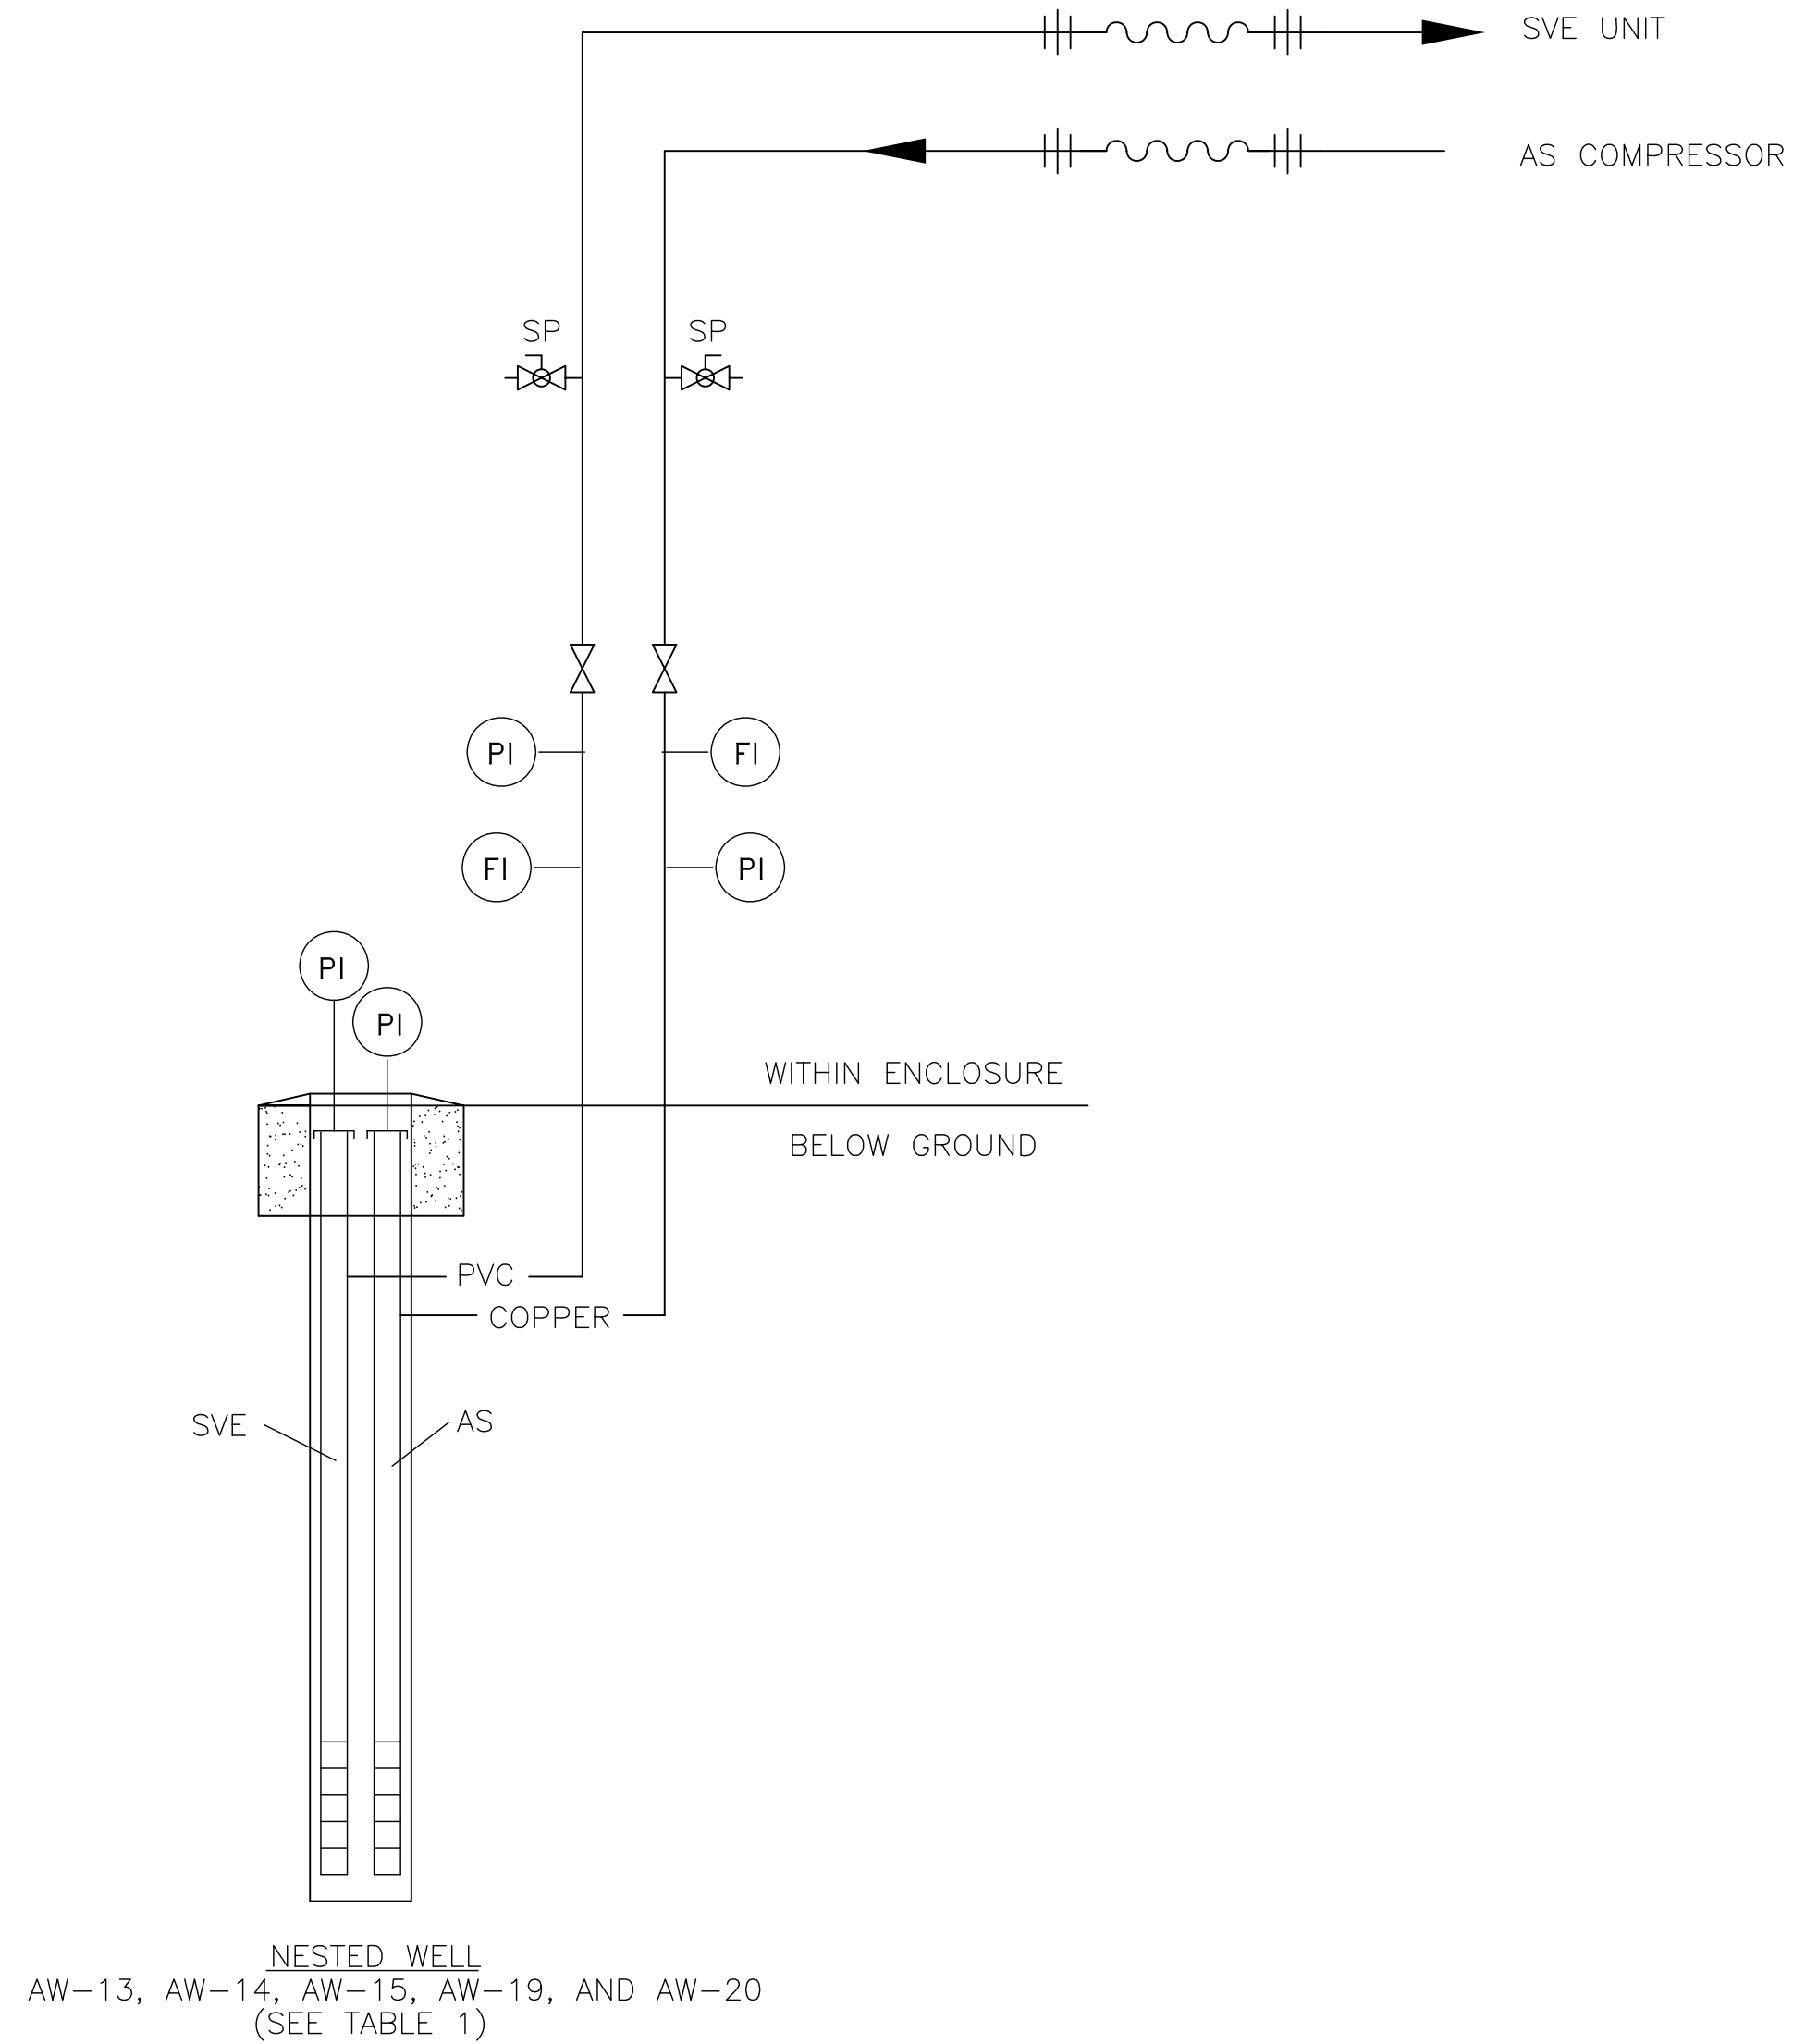 SVE UNIT
AS COMPRESSOR
SP
SP
PI
FI
FI
PI
PI
PI
WITHIN ENCLOSURE
BELOW GROUND
PVC
COPPER
SVE
AS
NESTED WELL
AW-13, AW-14, AW-15, AW-19, AND AW-20
(SEE TABLE 1)